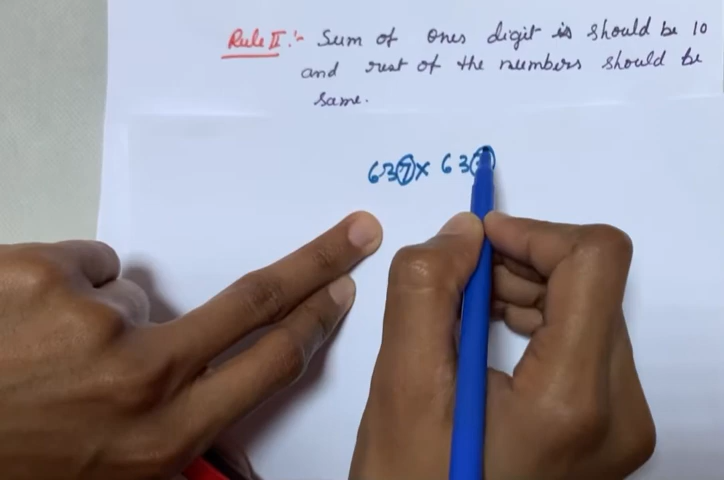 Rule II :- Sum of ones digit is should be 10
and rest of the numbers should be
same.
637 x 63